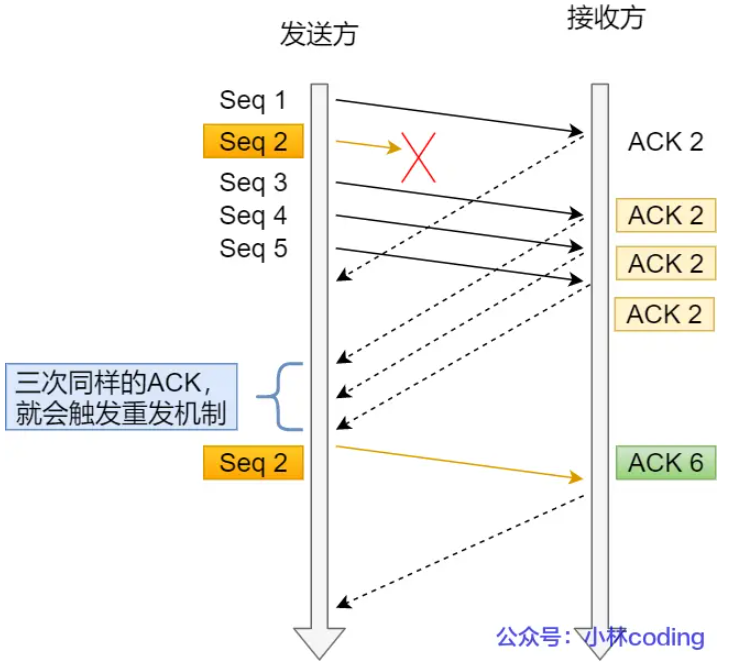 发送方
接收方
Seq 1
Seq 2
ACK 2
Seq 3
Seq 4
ACK 2
Seq 5
ACK 2
ACK 2
三次同样的ACK，
就会触发重发机制
Seq 2
ACK 6
公众号：小林coding